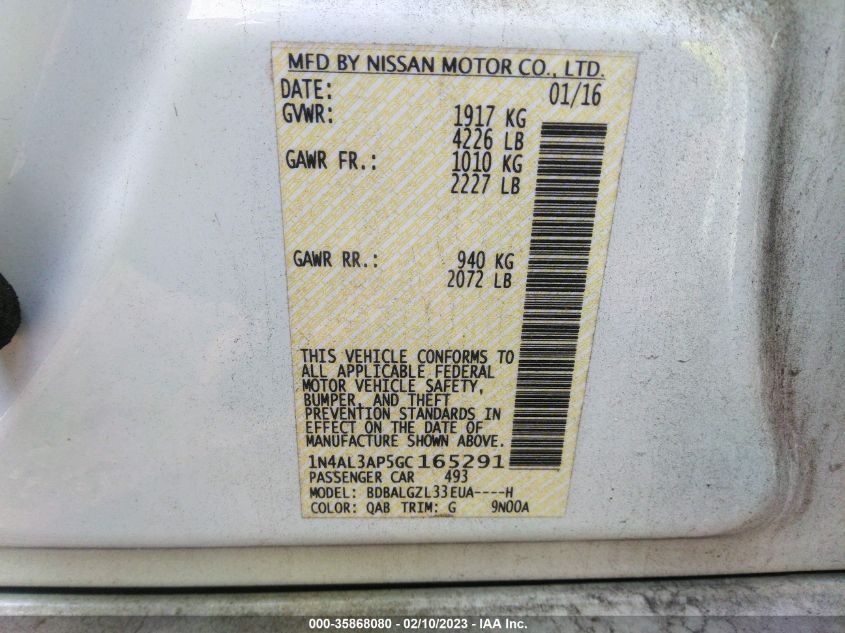 MFD BY NISSAN MOTOR CO., LTD.
DATE: 01/16
GVWR: 1917 KG
4226 LB
GAWR FR.: 1010 KG
2227 LB
GAWR RR.: 940 KG
2072 LB
THIS VEHICLE CONFORMS TO
ALL APPLICABLE FEDERAL
MOTOR VEHICLE SAFETY,
BUMPER, AND THEFT
PREVENTION STANDARDS IN
EFFECT ON THE DATE OF
MANUFACTURE SHOWN ABOVE.
1N4AL3AP5GC165291
PASSENGER CAR 493
MODEL: BDBALGZL33EUA----H
COLOR: QAB TRIM: G 9N00A
000-35868080 - 02/10/2023 - IAA Inc.